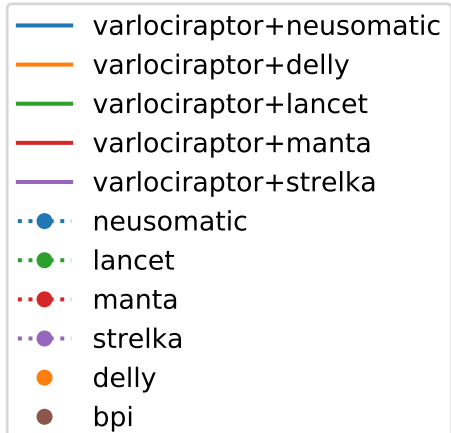 varlociraptor+neusomatic
varlociraptor+delly
varlociraptor+lancet
varlociraptor+manta
varlociraptor+strelka
neusomatic
lancet
manta
strelka
delly
bpi